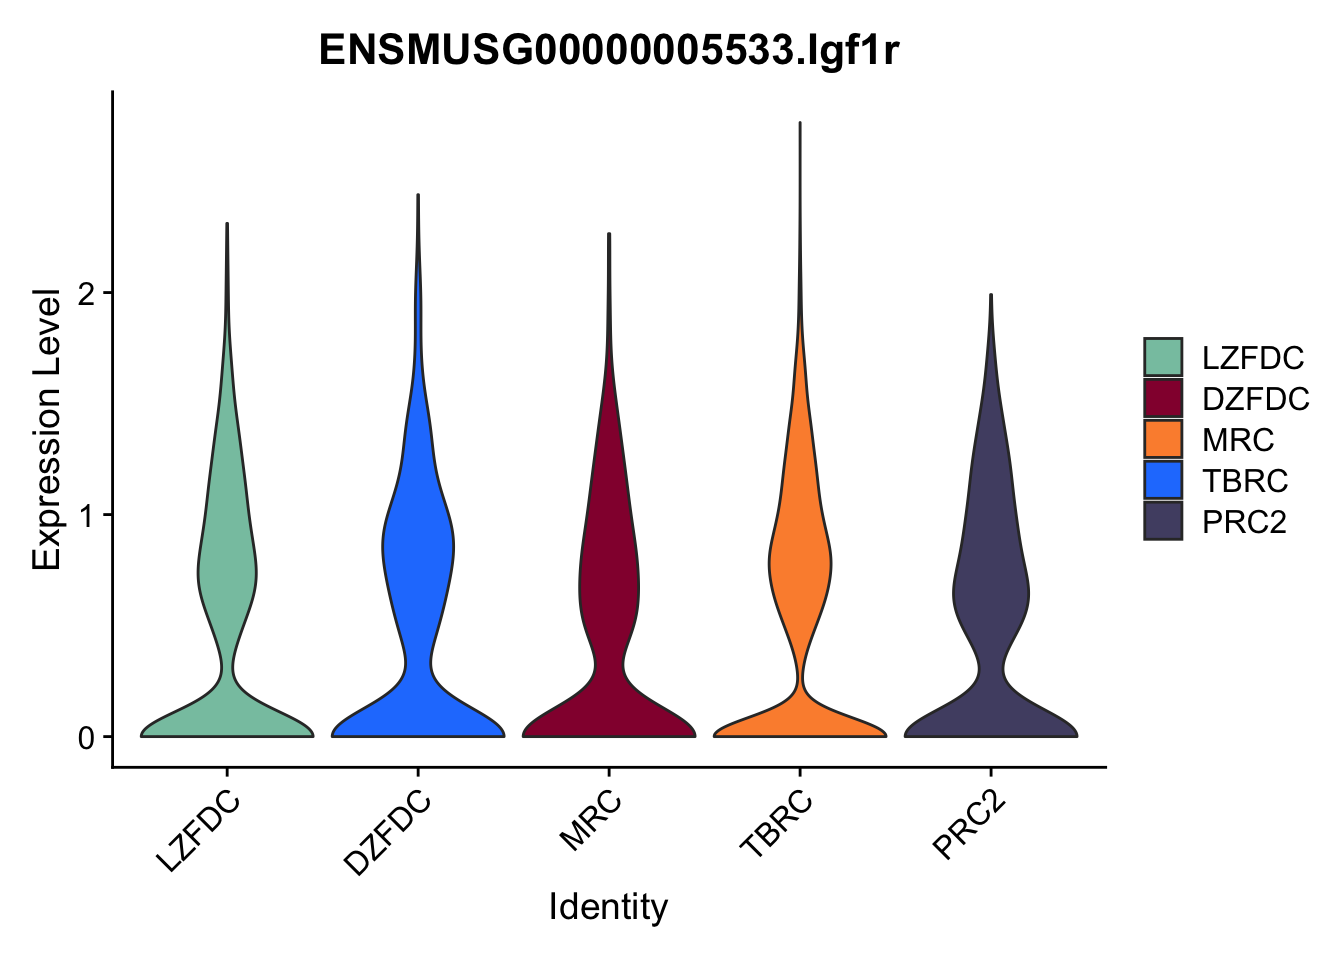 ENSMUSG00000005533.Igf1r
Expression Level
2
1
0
LZFDC
DZFDC
MRC
TBRC
PRC2
Identity
LZFDC
DZFDC
MRC
TBRC
PRC2